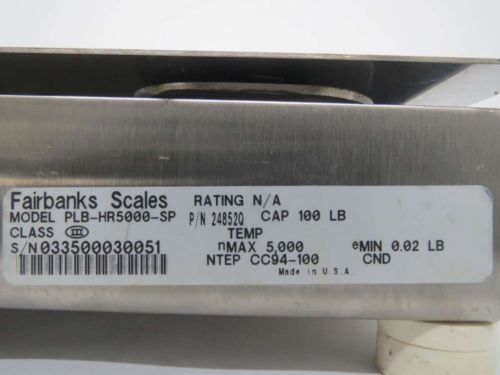 Fairbanks Scales RATING N/A
MODEL PLB-HR5000-SP P/N 24852Q CAP 100 LB
CLASS III TEMP
S/N 033500030051 nMAX 5,000 eMIN 0.02 LB
NTEP CC94-100 CND
Made in U.S.A.